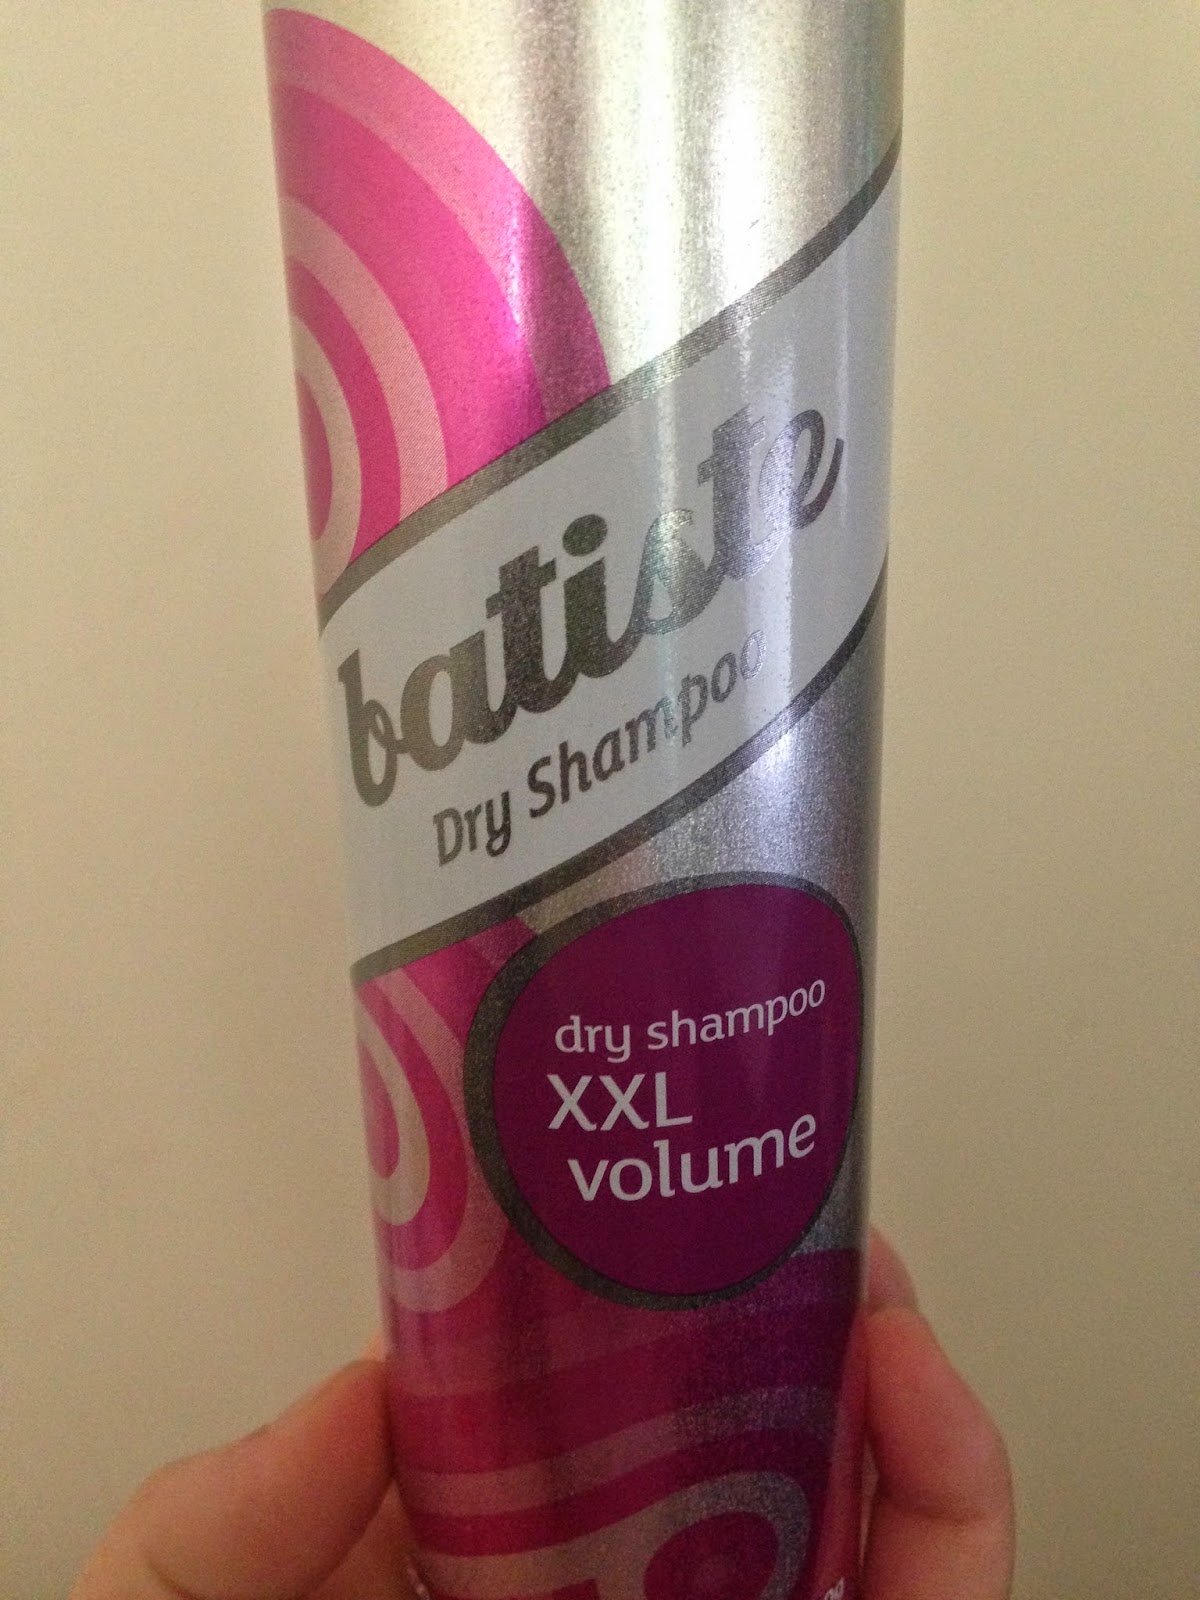 batiste
Dry Shampoo
dry shampoo
XXL
volume